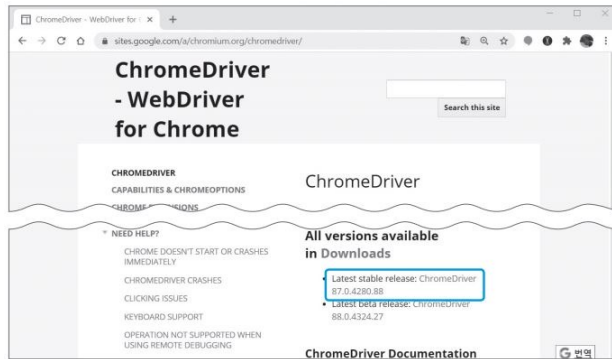 ChromeDriver - WebDriver for
sites.google.com/a/chromium.org/chromedriver/
ChromeDriver
- WebDriver
for Chrome
Search this site
CHROMEDRIVER
CAPABILITIES & CHROMEOPTIONS
ChromeDriver
NEED HELP?
CHROME DOESN'T START OR CRASHES
IMMEDIATELY
CHROMEDRIVER CRASHES
CLICKING ISSUES
KEYBOARD SUPPORT
OPERATION NOT SUPPORTED WHEN
USING REMOTE DEBUGGING
All versions available
in Downloads
Latest stable release: ChromeDriver
87.0.4280.88
Latest beta release: ChromeDriver
88.0.4324.27
ChromeDriver Documentation
G 번역